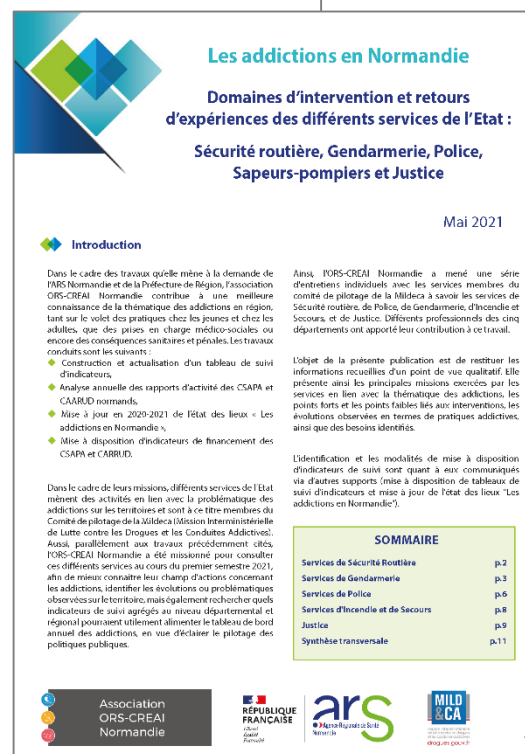 Les addictions en Normandie
Domaines d'intervention et retours
d'expériences des différents services de l'Etat :
Sécurité routière, Gendarmerie, Police,
Sapeurs-pompiers et Justice
Mai 2021
Introduction
Dans le cadre des travaux qu'elle mène à la demande de
l'ARS Normandie et de la Préfecture de Région, l'association
ORS-CREAI Normandie contribue à une meilleure
connaissance de la thématique des addictions en région,
tant sur le volet des pratiques chez les jeunes et chez les
adultes, que des prises en charge médico-sociales ou
encore des conséquences sanitaires et pénales. Les travaux
conduits sont les suivants :
Construction et actualisation d'un tableau de suivi
d'indicateurs,
Analyse annuelle des rapports d'activité des CSAPA et
CAARUD normands,
Mise à jour en 2020-2021 de l'état des lieux « Les
addictions en Normandie »,
Mise à disposition d'indicateurs de financement des
CSAPA et CARRUD.
Dans le cadre de leurs missions, différents services de l'Etat
mènent des activités en lien avec la problématique des
addictions sur les territoires et sont à ce titre membres du
Comité de pilotage de la Mildeca (Mission Interministérielle
de Lutte contre les Drogues et les Conduites Addictives).
Aussi, parallèlement aux travaux précédemment cités,
l'ORS-CREAI Normandie a été missionné pour consulter
ces différents services au cours du premier semestre 2021,
afin de mieux connaitre leur champ d'actions concernant
les addictions, identifier les évolutions ou problématiques
observées sur le territoire, mais également rechercher quels
indicateurs de suivi agrégés au niveau départemental et
régional pourraient utilement alimenter le tableau de bord
annuel des addictions, en vue d'éclairer le pilotage des
politiques publiques.
Ainsi, l'ORS-CREAI Normandie a mené une série
d'entretiens individuels avec les services membres du
comité de pilotage de la Mildeca à savoir les services de
Sécurité routière, de Police, de Gendarmerie, d'Incendie et
Secours, et de Justice. Différents professionnels des cinq
départements ont apporté leur contribution à ce travail.
L'objet de la présente publication est de restituer les
informations recueillies d'un point de vue qualitatif. Elle
présente ainsi les principales missions exercées par les
services en lien avec la thématique des addictions, les
points forts et les points faibles liés aux interventions, les
évolutions observées en termes de pratiques addictives,
ainsi que des besoins identifiés.
L'identification et les modalités de mise à disposition
d'indicateurs de suivi sont quant à eux communiqués
via d'autres supports (mise à disposition de tableaux de
suivi d'indicateurs et mise à jour de l'état des lieux "Les
addictions en Normandie").
SOMMAIRE
Services de Sécurité Routière p.2
Services de Gendarmerie p.3
Services de Police p.6
Services d'Incendie et de Secours p.8
Justice p.9
Synthèse transversale p.11
Association
ORS-CREAI
Normandie
RÉPUBLIQUE
FRANÇAISE
Liberté
Égalité
Fraternité
ars
Agence Régionale de Santé
Normandie
MILD
&CA
drogues.gouv.fr